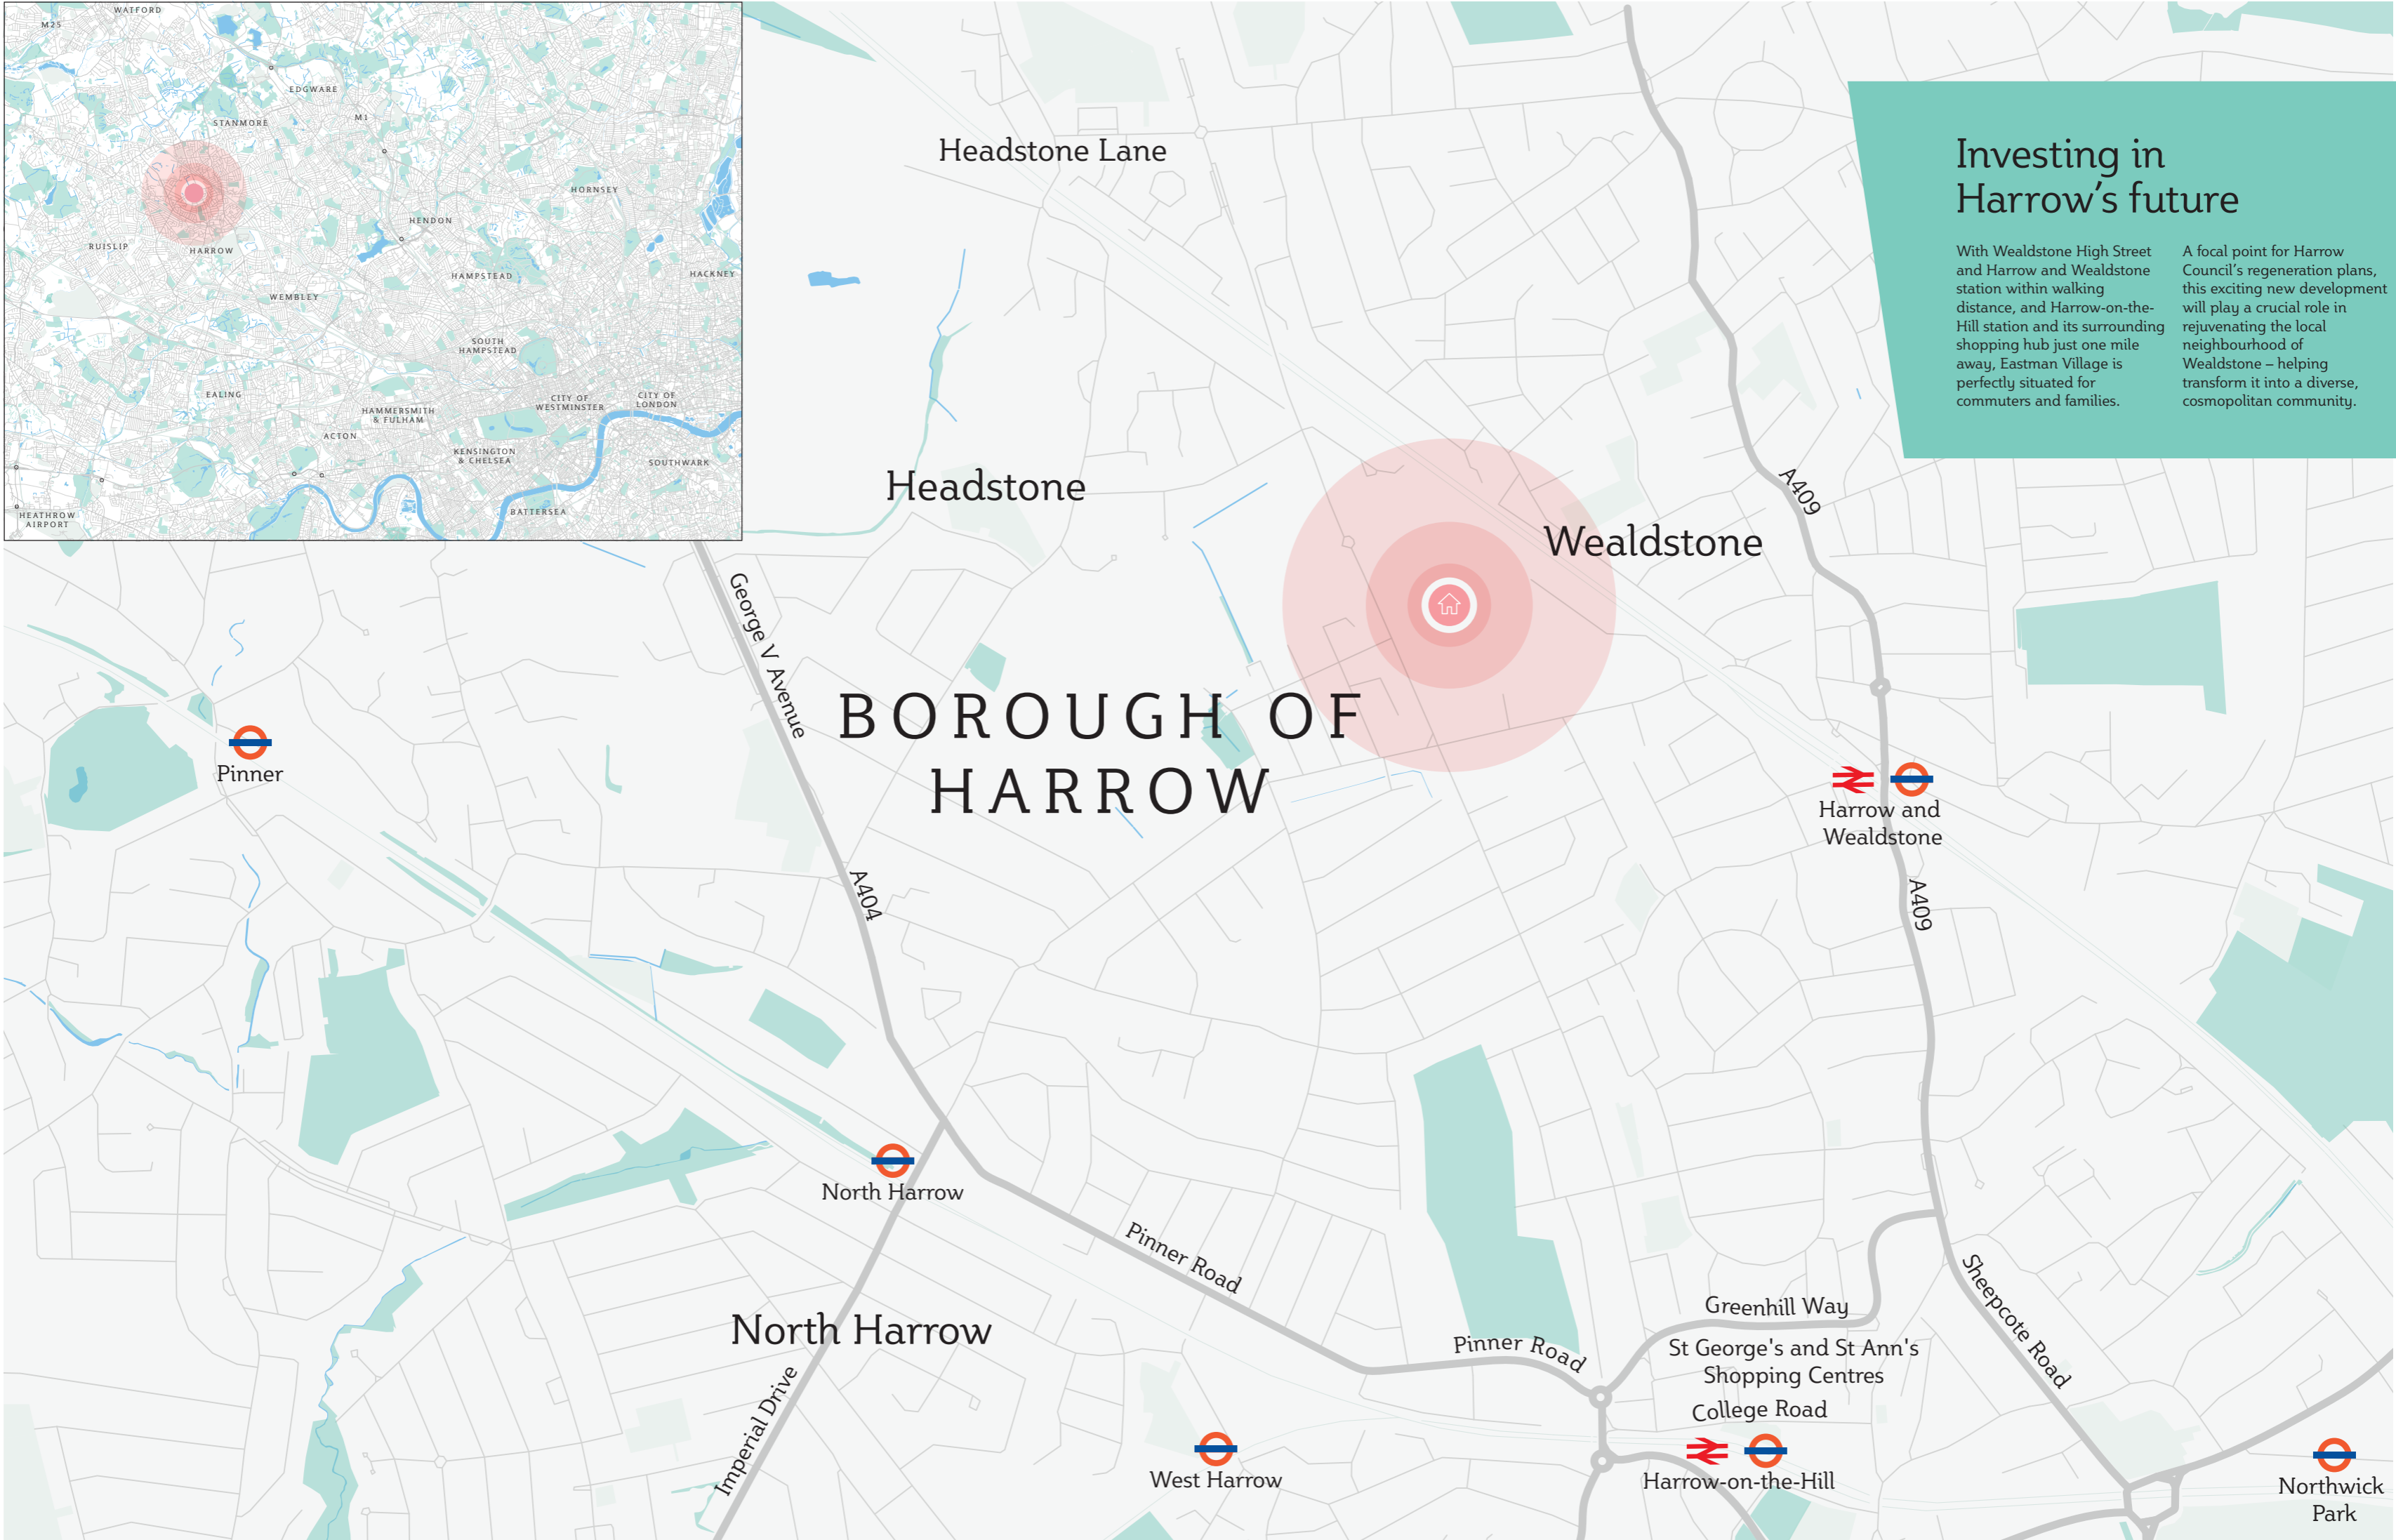 WATFORD
M25
EDGWARE
M1
STANMORE
HORNSEY
HENDON
RUISLIP
HARROW
HAMPSTEAD
HACKNEY
WEMBLEY
SOUTH
HAMPSTEAD
EALING
CITY OF
WESTMINSTER
CITY OF
LONDON
HAMMERSMITH
& FULHAM
ACTON
KENSINGTON
& CHELSEA
SOUTHWARK
BATTERSEA
HEATHROW
AIRPORT
Headstone Lane
Investing in
Harrow’s future
With Wealdstone High Street
and Harrow and Wealdstone
station within walking
distance, and Harrow-on-the-
Hill station and its surrounding
shopping hub just one mile
away, Eastman Village is
perfectly situated for
commuters and families.
A focal point for Harrow
Council’s regeneration plans,
this exciting new development
will play a crucial role in
rejuvenating the local
neighbourhood of
Wealdstone – helping
transform it into a diverse,
cosmopolitan community.
Headstone
A409
Wealdstone
George V Avenue
BOROUGH OF
HARROW
Pinner
Harrow and
Wealdstone
A404
A409
North Harrow
Pinner Road
North Harrow
Imperial Drive
Pinner Road
Greenhill Way
Sheepcote Road
St George's and St Ann's
Shopping Centres
College Road
West Harrow
Harrow-on-the-Hill
Northwick
Park